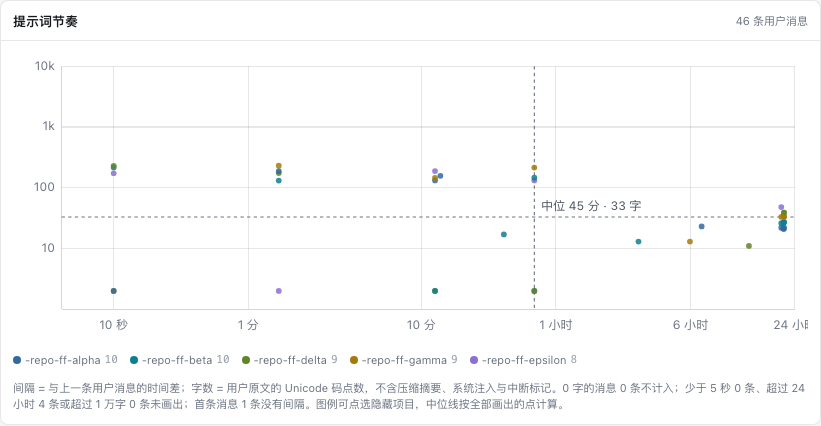 提示词节奏
46 条用户消息
10k
1k
100
10
中位 45 分 · 33 字
10 秒
1 分
10 分
1 小时
6 小时
24 小
-repo-ff-alpha 10
-repo-ff-beta 10
-repo-ff-delta 9
-repo-ff-gamma 9
-repo-ff-epsilon 8
间隔 = 与上一条用户消息的时间差；字数 = 用户原文的 Unicode 码点数，不含压缩摘要、系统注入与中断标记。0 字的消息 0 条不计入；少于 5 秒 0 条、超过 24
小时 4 条或超过 1 万字 0 条未画出；首条消息 1 条没有间隔。图例可点选隐藏项目，中位线按全部画出的点计算。